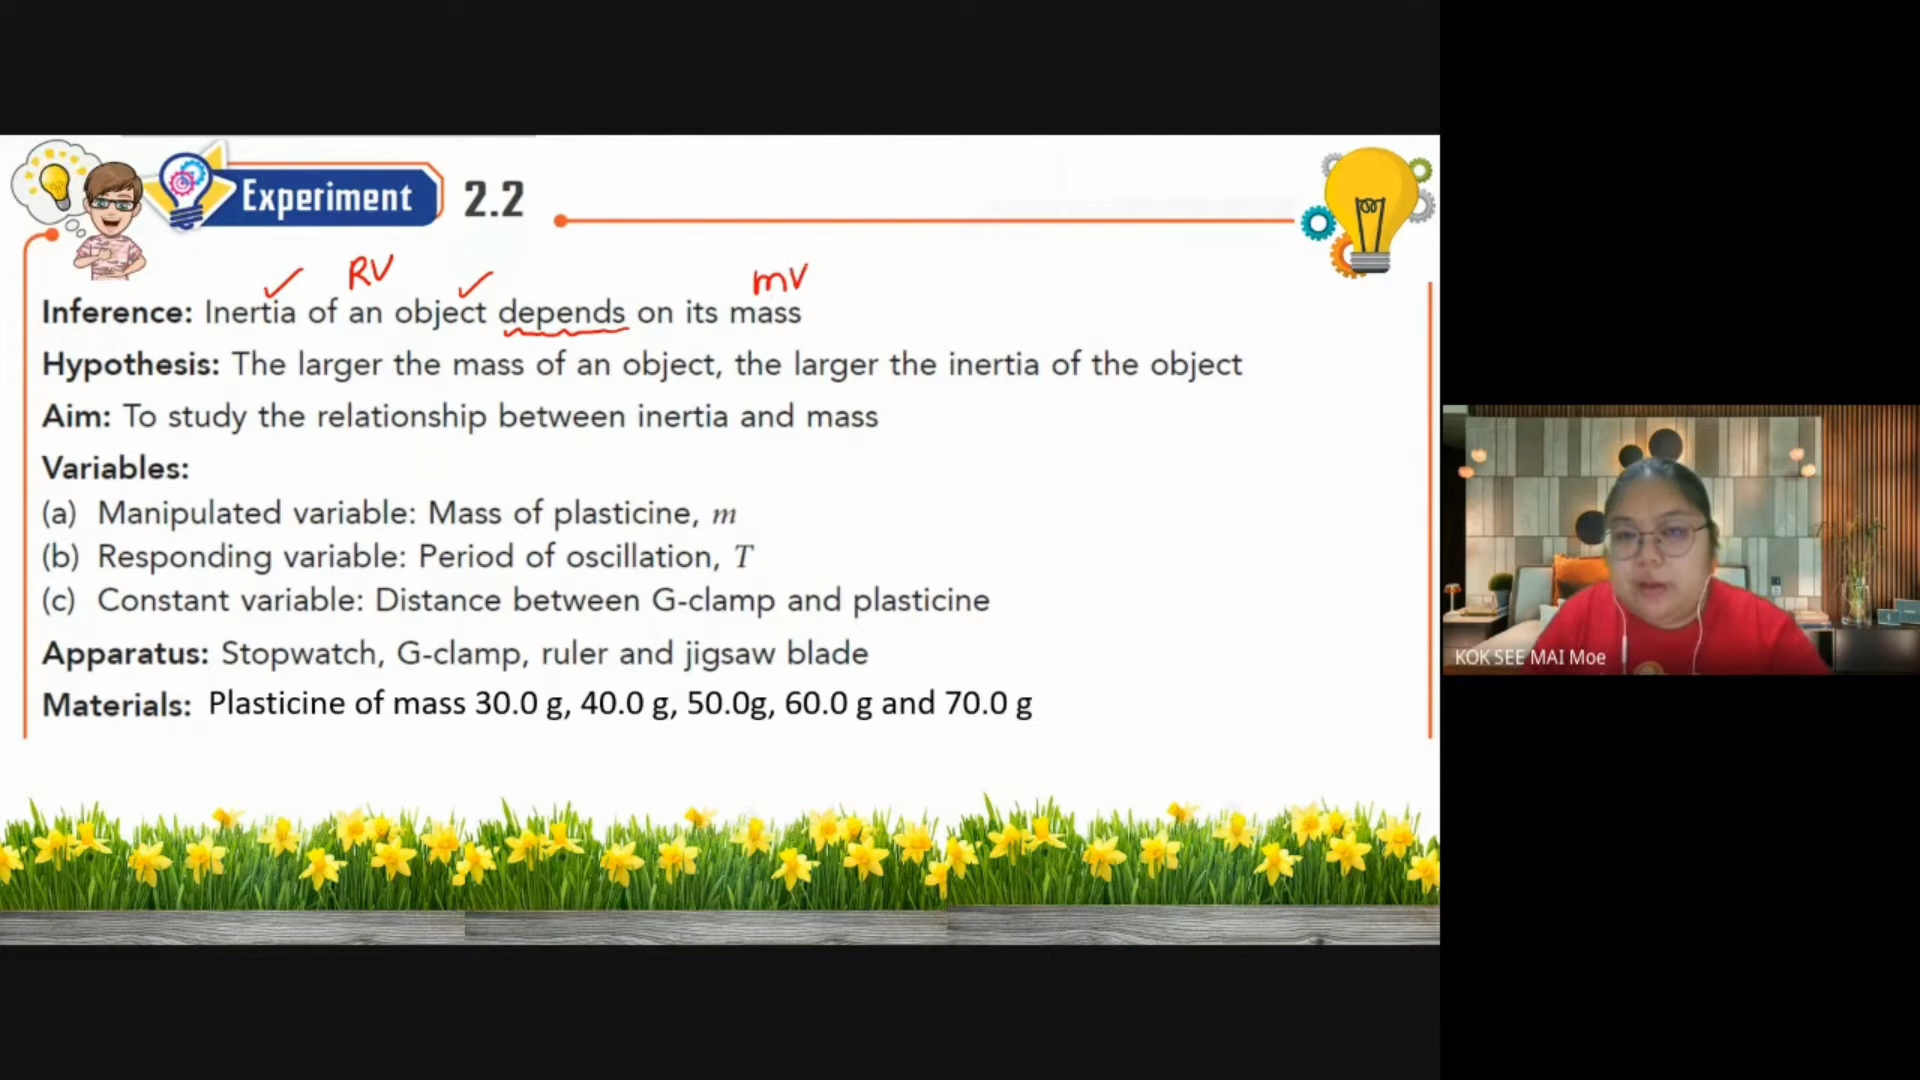 Experiment 2.2
RV mV
Inference: Inertia of an object depends on its mass
Hypothesis: The larger the mass of an object, the larger the inertia of the object
Aim: To study the relationship between inertia and mass
Variables:
(a) Manipulated variable: Mass of plasticine, m
(b) Responding variable: Period of oscillation, T
(c) Constant variable: Distance between G-clamp and plasticine
Apparatus: Stopwatch, G-clamp, ruler and jigsaw blade
Materials: Plasticine of mass 30.0 g, 40.0 g, 50.0g, 60.0 g and 70.0 g
KOK SEE MAI Moe